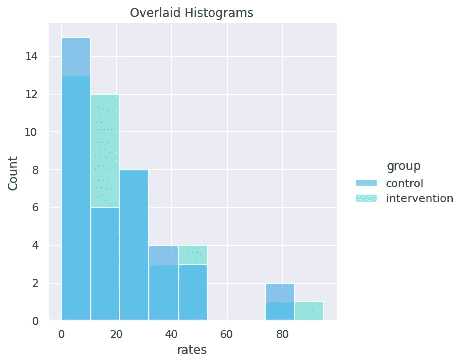 Overlaid Histograms
14
12
10
8
6
4
2
0
Count
0 20 40 60 80
rates
group
control
intervention